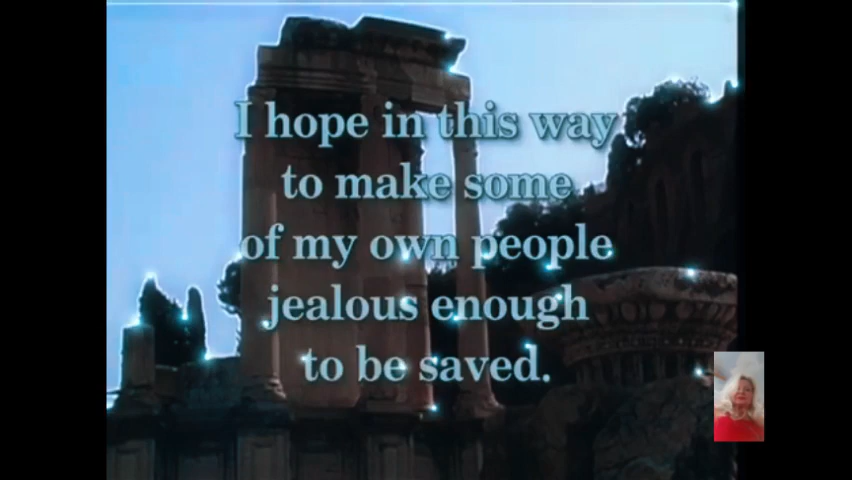 I hope in this way
to make some
of my own people
jealous enough
to be saved.